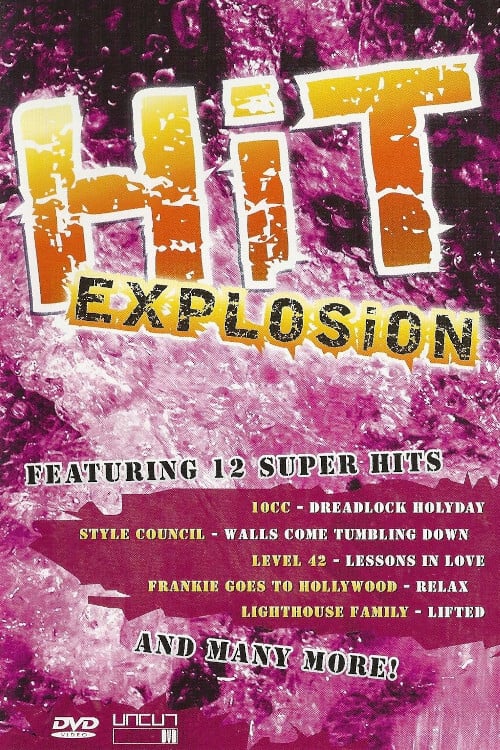 HiT
EXPLOSiON
FEATURING 12 SUPER HITS
10CC - DREADLOCK HOLYDAY
STYLE COUNCIL - WALLS COME TUMBLING DOWN
LEVEL 42 - LESSONS IN LOVE
FRANKIE GOES TO HOLLYWOOD - RELAX
LIGHTHOUSE FAMILY - LIFTED
AND MANY MORE!
DVD UNCUT
VIDEO DVD